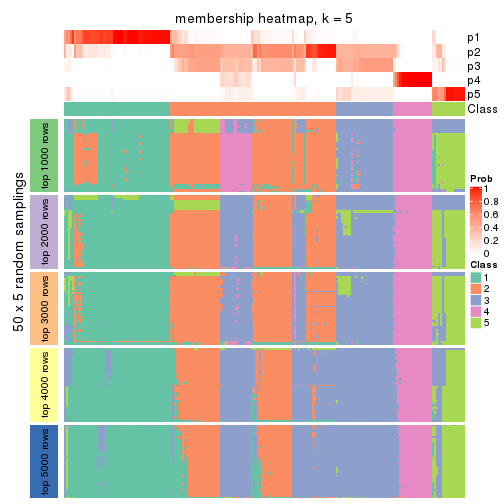 membership heatmap, k = 5
p1
p2
p3
p4
p5
Class
50 x 5 random samplings
top 1000 rows
top 2000 rows
top 3000 rows
top 4000 rows
top 5000 rows
Prob
1
0.8
0.6
0.4
0.2
0
Class
1
2
3
4
5